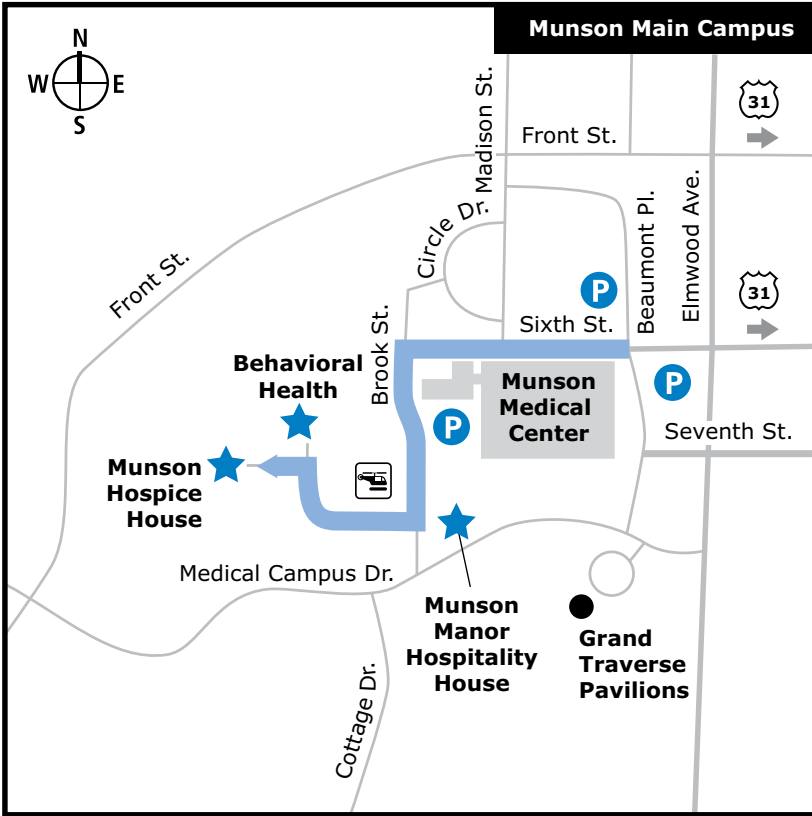 Munson Main Campus
N
W
E
S
31
Madison St.
Front St.
Circle Dr.
Beaumont Pl.
Elmwood Ave.
Front St.
P
31
Sixth St.
Brook St.
Behavioral
Health
Munson
Medical
Center
P
P
Seventh St.
Munson
Hospice
House
Medical Campus Dr.
Munson
Manor
Hospitality
House
Grand
Traverse
Pavilions
Cottage Dr.